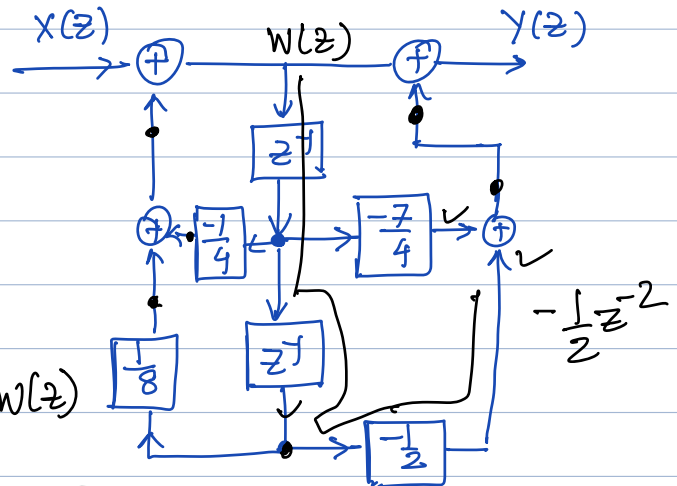 X(z)
W(z)
Y(z)
+
+
z⁻¹
+
-1/4
-7/4
+
-1/2 z⁻²
z⁻¹
1/8
W(z)
-1/2